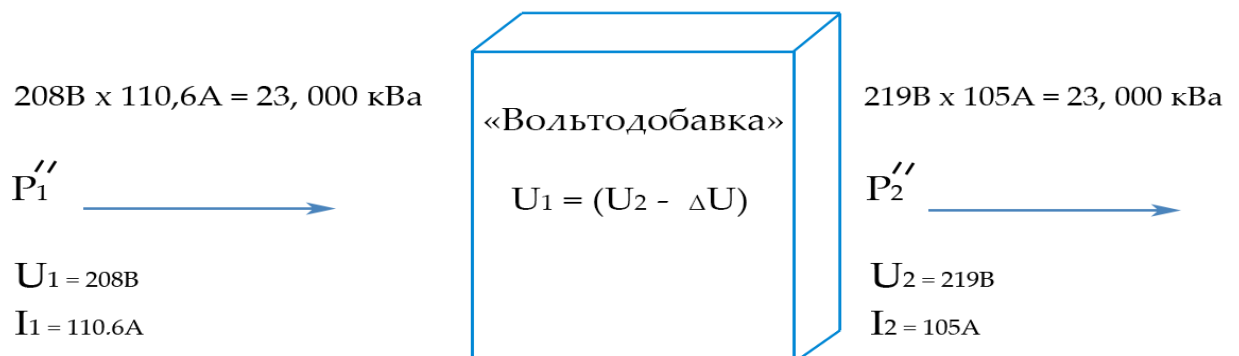 208В х 110,6А = 23, 000 кВа
P₁′′
U₁ = 208В
I₁ = 110.6А
«Вольтодобавка»
U₁ = (U₂ - ΔU)
219В х 105А = 23, 000 кВа
P₂′′
U₂ = 219В
I₂ = 105А